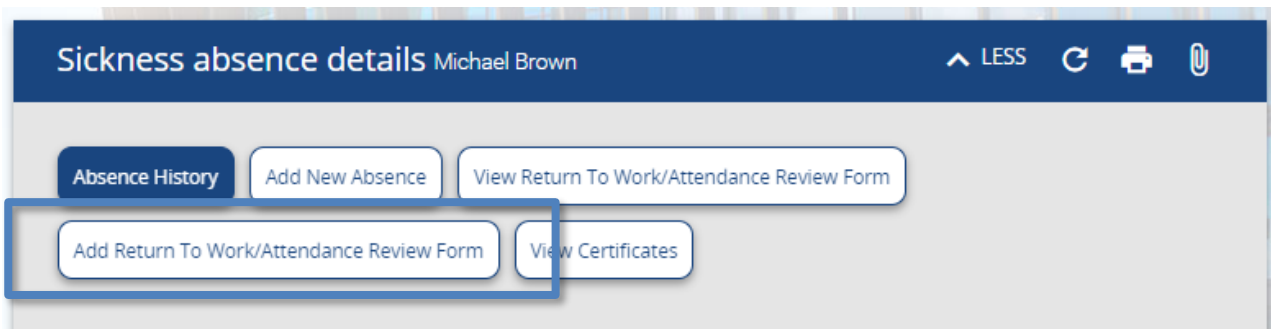 Sickness absence details Michael Brown LESS
Absence History Add New Absence View Return To Work/Attendance Review Form
Add Return To Work/Attendance Review Form View Certificates